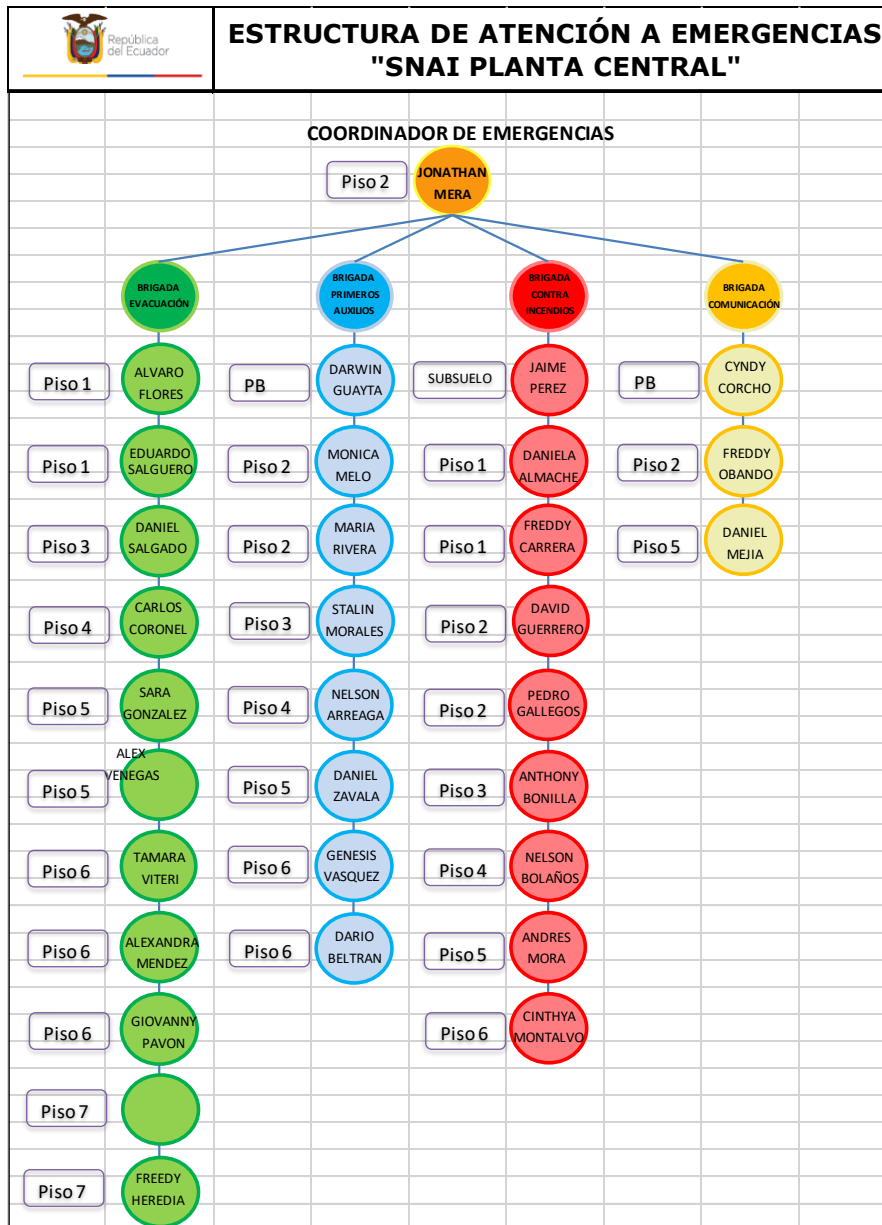 República
del Ecuador
ESTRUCTURA DE ATENCIÓN A EMERGENCIAS
"SNAI PLANTA CENTRAL"
COORDINADOR DE EMERGENCIAS
Piso 2
JONATHAN
MERA
BRIGADA
EVACUACIÓN
BRIGADA
PRIMEROS
AUXILIOS
BRIGADA
CONTRA
INCENDIOS
BRIGADA
COMUNICACIÓN
Piso 1
ALVARO
FLORES
PB
DARWIN
GUAYTA
SUBSUELO
JAIME
PEREZ
PB
CYNDY
CORCHO
Piso 1
EDUARDO
SALGUERO
Piso 2
MONICA
MELO
Piso 1
DANIELA
ALMACHE
Piso 2
FREDDY
OBANDO
Piso 3
DANIEL
SALGADO
Piso 2
MARIA
RIVERA
Piso 1
FREDDY
CARRERA
Piso 5
DANIEL
MEJIA
Piso 4
CARLOS
CORONEL
Piso 3
STALIN
MORALES
Piso 2
DAVID
GUERRERO
Piso 5
SARA
GONZALEZ
Piso 4
NELSON
ARREAGA
Piso 2
PEDRO
GALLEGOS
Piso 5
ALEX
VENEGAS
Piso 5
DANIEL
ZAVALA
Piso 3
ANTHONY
BONILLA
Piso 6
TAMARA
VITERI
Piso 6
GENESIS
VASQUEZ
Piso 4
NELSON
BOLAÑOS
Piso 6
ALEXANDRA
MENDEZ
Piso 6
DARIO
BELTRAN
Piso 5
ANDRES
MORA
Piso 6
GIOVANNY
PAVON
Piso 6
CINTHYA
MONTALVO
Piso 7
Piso 7
FREEDY
HEREDIA